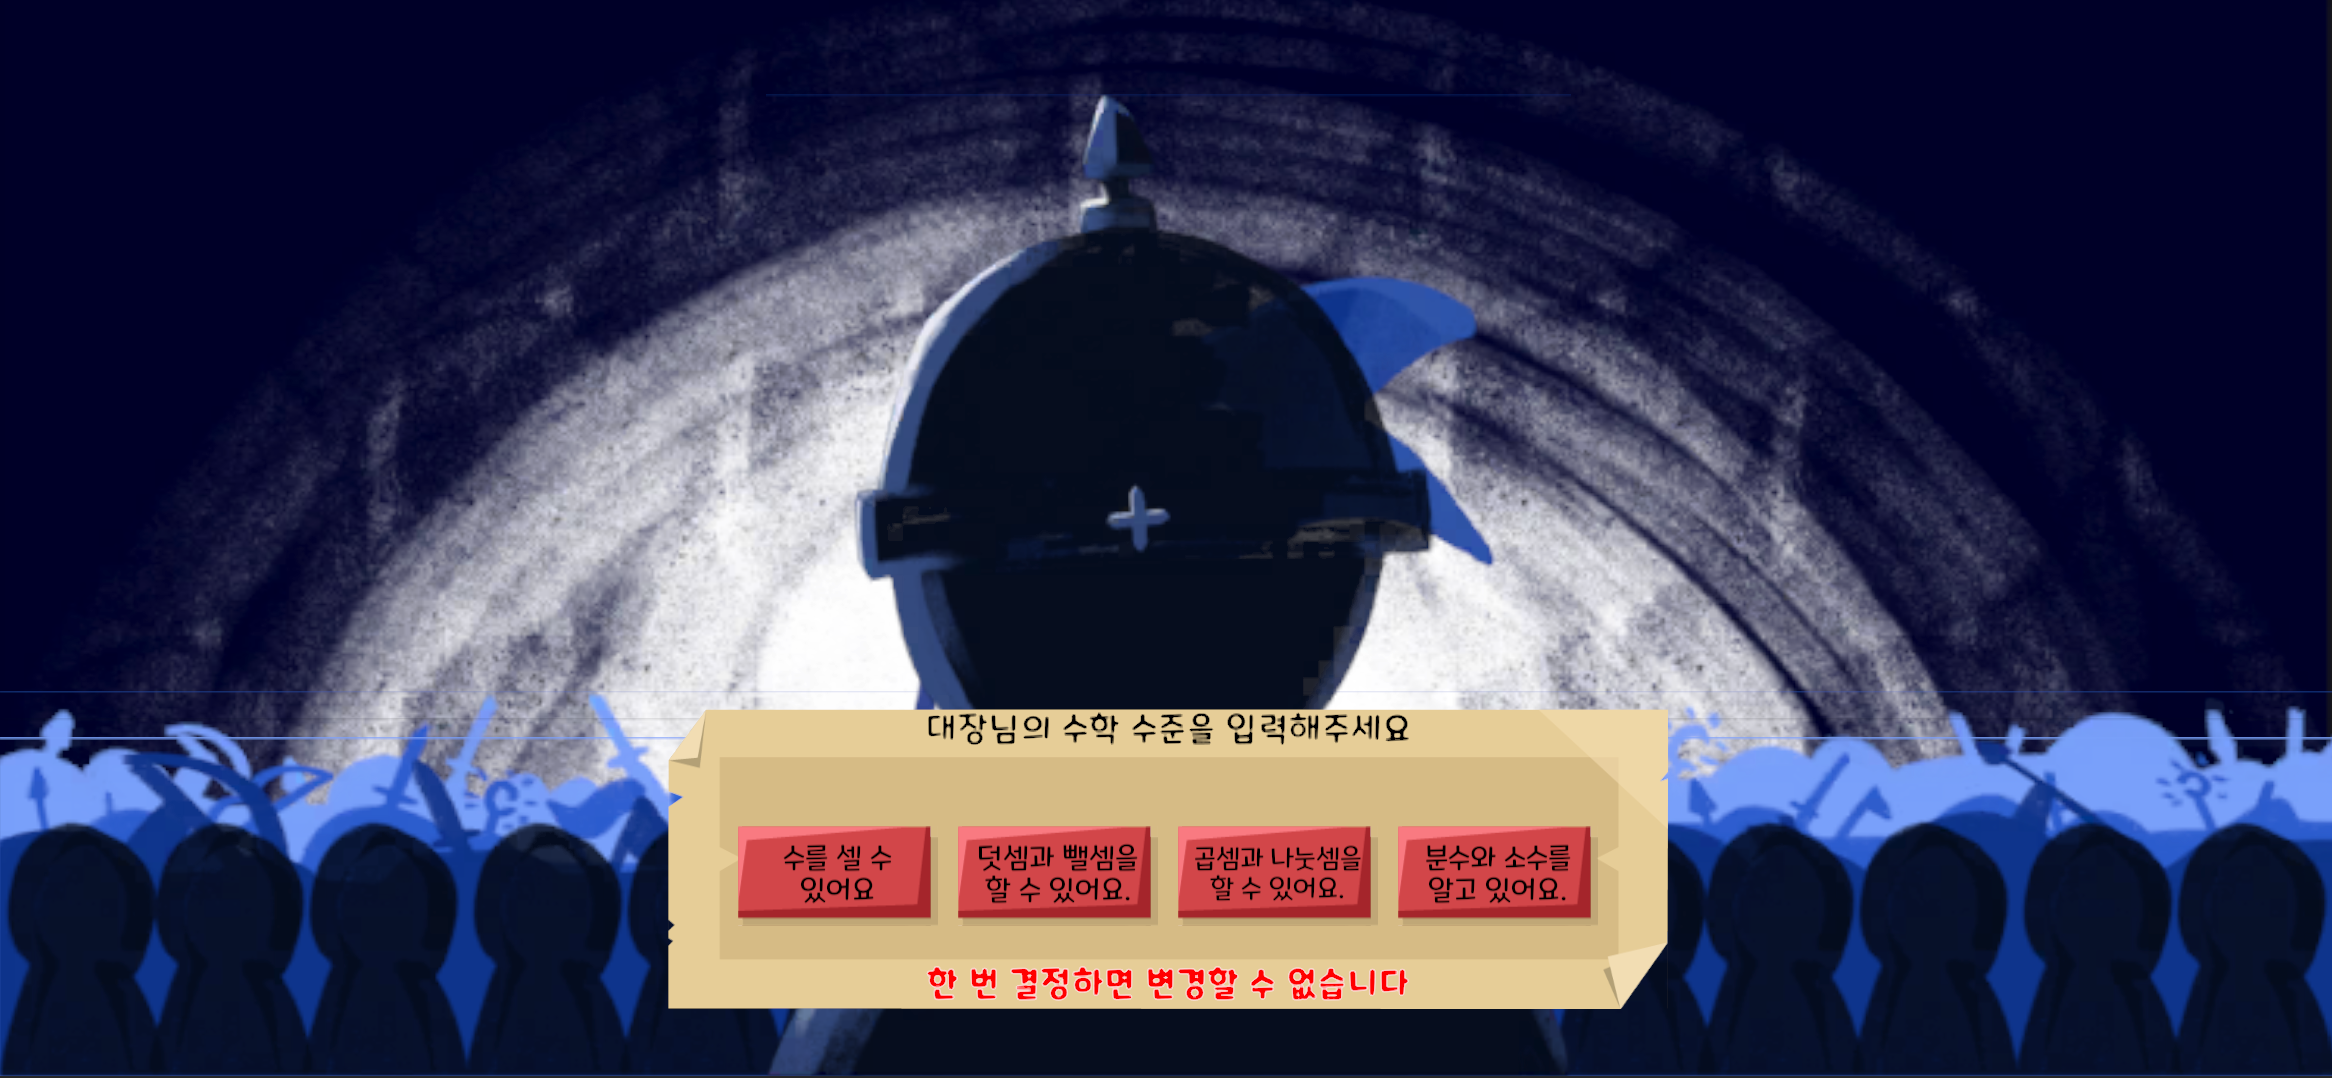 대장님의 수학 수준을 입력해주세요
수를 셀 수
있어요
덧셈과 뺄셈을
할 수 있어요.
곱셈과 나눗셈을
할 수 있어요.
분수와 소수를
알고 있어요.
한 번 결정하면 변경할 수 없습니다